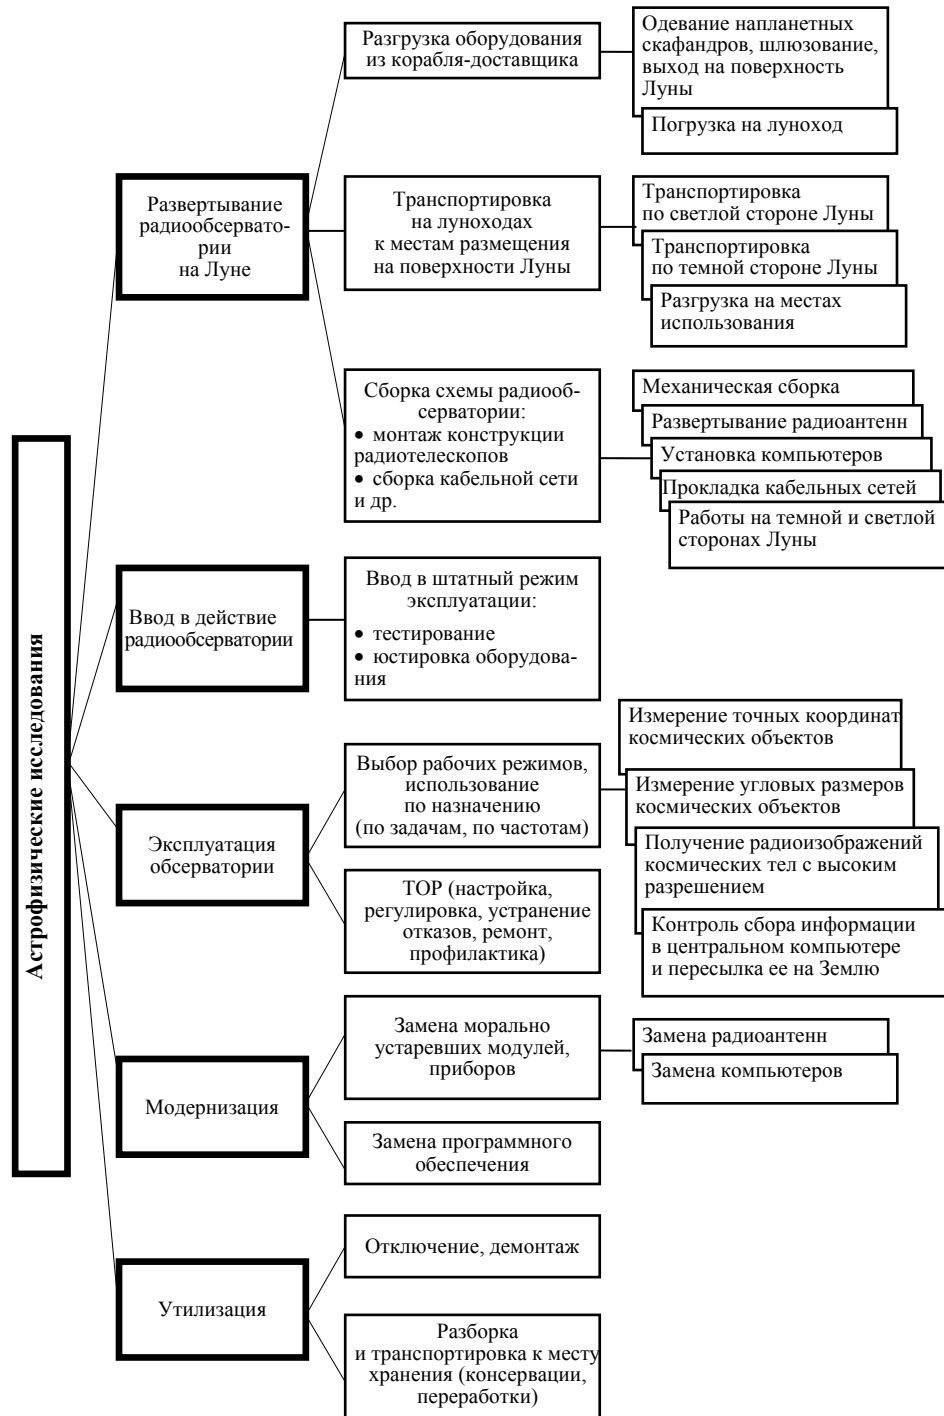 Астрофизические исследования
Развертывание
радиообсервато-
рии
на Луне
Разгрузка оборудования
из корабля-доставщика
Одевание напланетных
скафандров, шлюзование,
выход на поверхность
Луны
Погрузка на луноход
Транспортировка
на луноходах
к местам размещения
на поверхности Луны
Транспортировка
по светлой стороне Луны
Транспортировка
по темной стороне Луны
Разгрузка на местах
использования
Сборка схемы радиооб-
серватории:
• монтаж конструкции
радиотелескопов
• сборка кабельной сети
и др.
Механическая сборка
Развертывание радиоантенн
Установка компьютеров
Прокладка кабельных сетей
Работы на темной и светлой
сторонах Луны
Ввод в действие
радиообсерватории
Ввод в штатный режим
эксплуатации:
• тестирование
• юстировка оборудова-
ния
Эксплуатация
обсерватории
Выбор рабочих режимов,
использование
по назначению
(по задачам, по частотам)
Измерение точных координат
космических объектов
Измерение угловых размеров
космических объектов
Получение радиоизображений
космических тел с высоким
разрешением
Контроль сбора информации
в центральном компьютере
и пересылка ее на Землю
ТОР (настройка,
регулировка, устранение
отказов, ремонт,
профилактика)
Модернизация
Замена морально
устаревших модулей,
приборов
Замена радиоантенн
Замена компьютеров
Замена программного
обеспечения
Утилизация
Отключение, демонтаж
Разборка
и транспортировка к месту
хранения (консервации,
переработки)